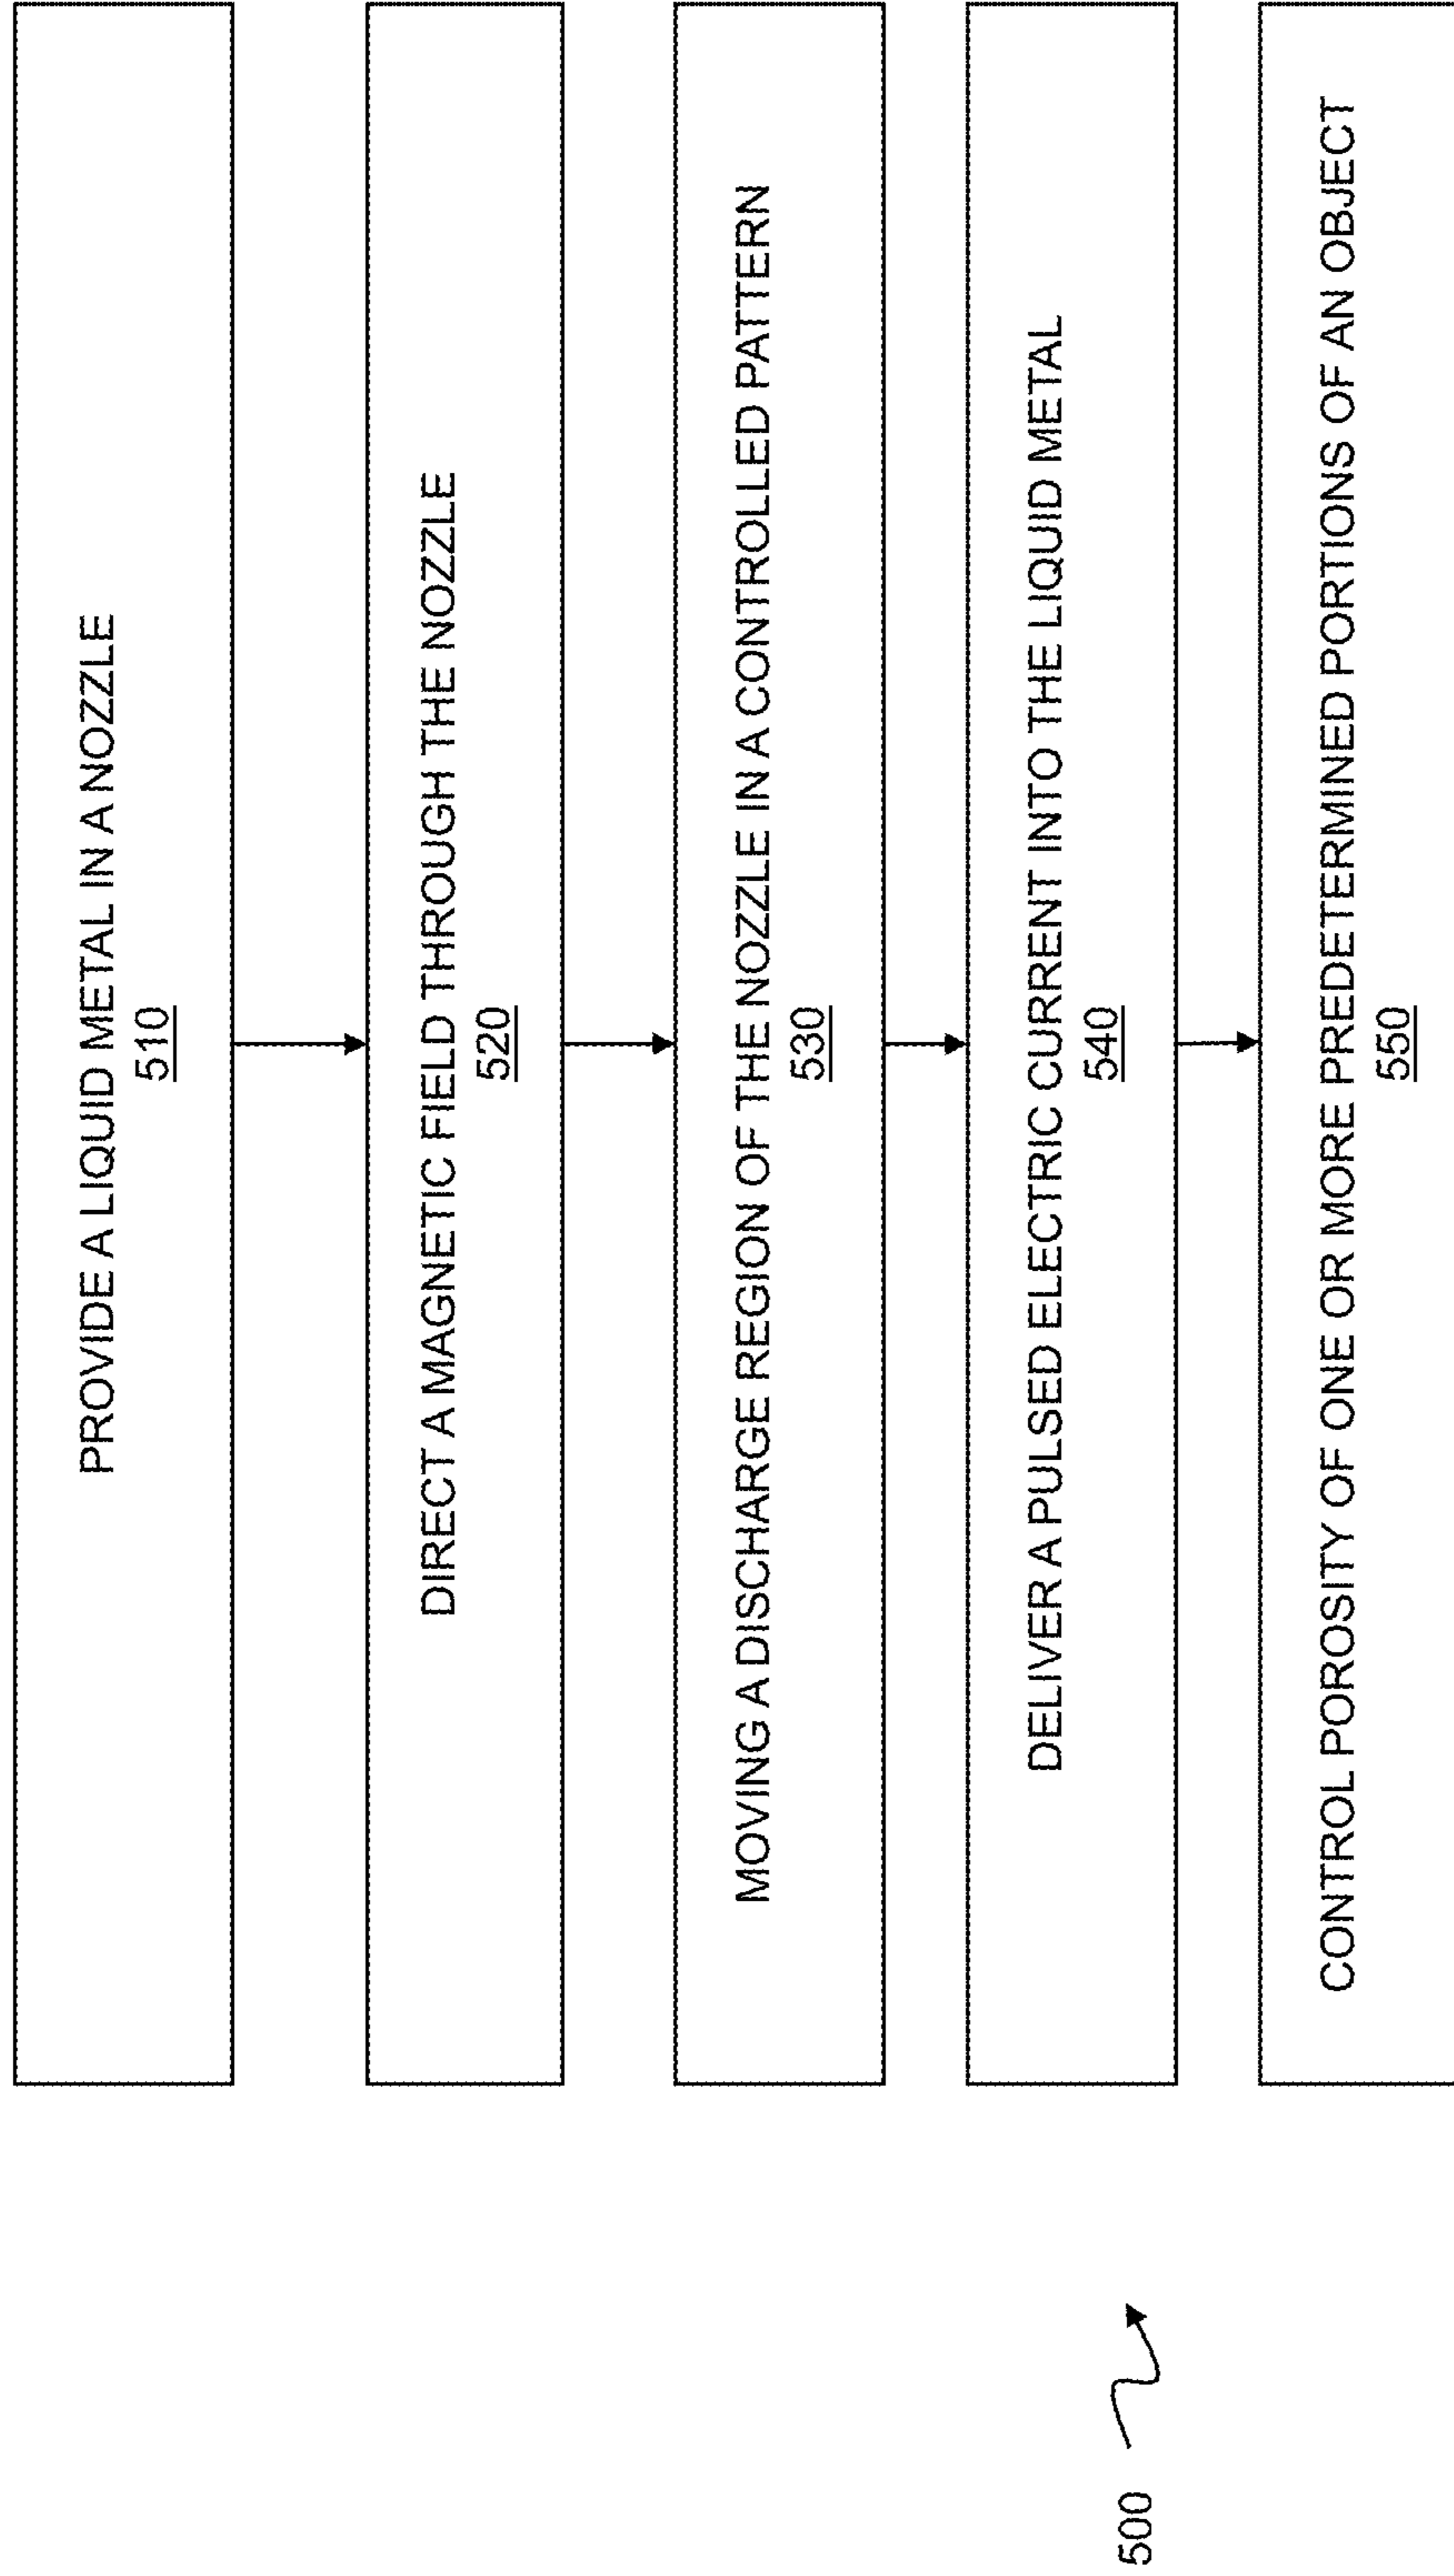 PROVIDE A LIQUID METAL IN A NOZZLE
510
DIRECT A MAGNETIC FIELD THROUGH THE NOZZLE
520
MOVING A DISCHARGE REGION OF THE NOZZLE IN A CONTROLLED PATTERN
530
DELIVER A PULSED ELECTRIC CURRENT INTO THE LIQUID METAL
540
CONTROL POROSITY OF ONE OR MORE PREDETERMINED PORTIONS OF AN OBJECT
550
500